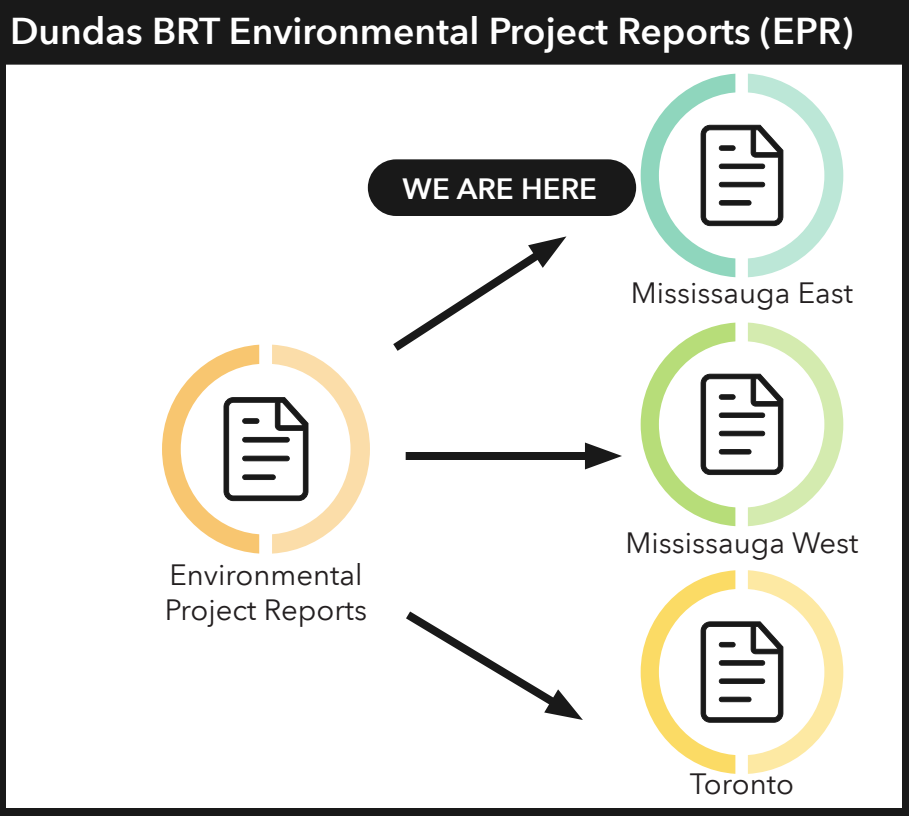 Dundas BRT Environmental Project Reports (EPR)
WE ARE HERE
Mississauga East
Mississauga West
Environmental
Project Reports
Toronto